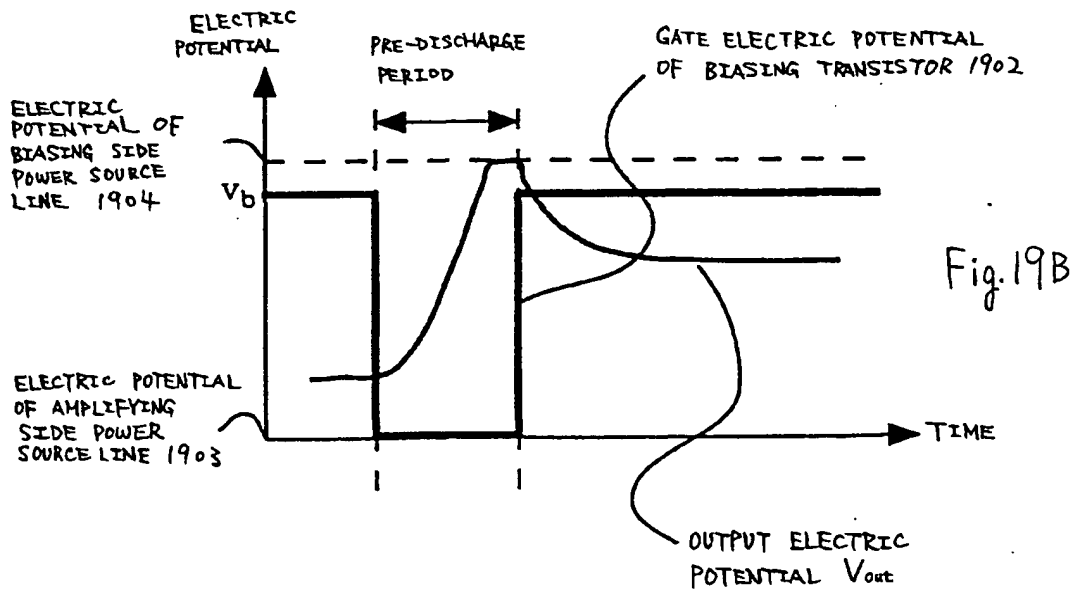 ELECTRIC
POTENTIAL
PRE-DISCHARGE
PERIOD
GATE ELECTRIC POTENTIAL
OF BIASING TRANSISTOR 1902
ELECTRIC
POTENTIAL OF
BIASING SIDE
POWER SOURCE
LINE 1904
Vb
Fig.19B
ELECTRIC POTENTIAL
OF AMPLIFYING
SIDE POWER
SOURCE LINE 1903
TIME
OUTPUT ELECTRIC
POTENTIAL Vout